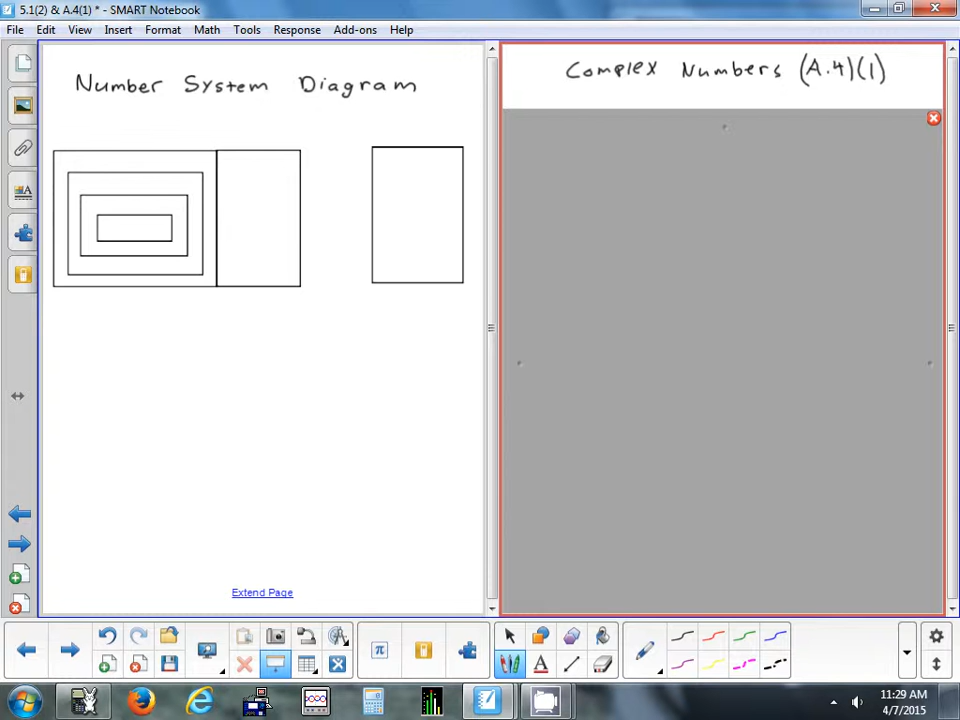 5.1(2) & A.4(1) * - SMART Notebook
File Edit View Insert Format Math Tools Response Add-ons Help
Number System Diagram
Extend Page
Complex Numbers (A.4)(1)
11:29 AM
4/7/2015